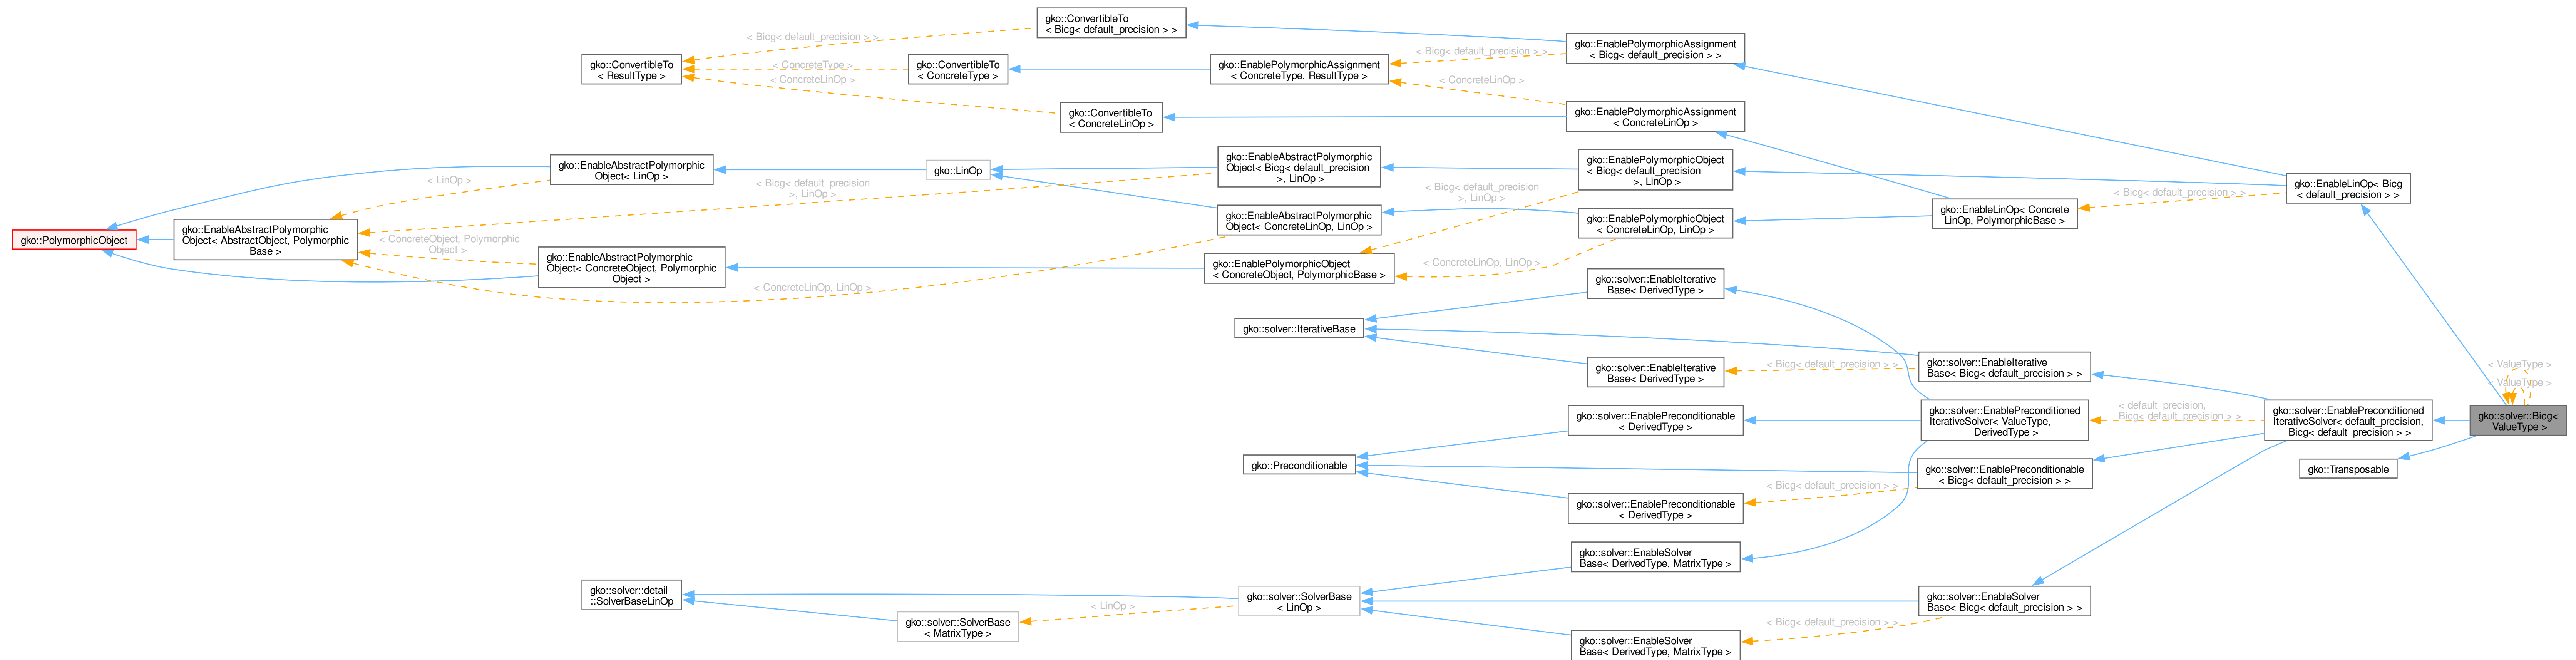 gko::ConvertibleTo
< Bicg< default_precision > >
< Bicg< default_precision > >
gko::ConvertibleTo
< ResultType >
< ConcreteType >
< ConcreteLinOp >
gko::ConvertibleTo
< ConcreteType >
gko::EnablePolymorphicAssignment
< ConcreteType, ResultType >
< Bicg< default_precision > >
< ConcreteLinOp >
gko::EnablePolymorphicAssignment
< Bicg< default_precision > >
gko::ConvertibleTo
< ConcreteLinOp >
gko::EnablePolymorphicAssignment
< ConcreteLinOp >
gko::EnableAbstractPolymorphic
Object< LinOp >
< LinOp >
gko::LinOp
< Bicg< default_precision
>, LinOp >
gko::EnableAbstractPolymorphic
Object< Bicg< default_precision
>, LinOp >
< Bicg< default_precision
>, LinOp >
gko::EnablePolymorphicObject
< Bicg< default_precision
>, LinOp >
gko::EnableLinOp< Bicg
< default_precision > >
< Bicg< default_precision > >
gko::EnableLinOp< Concrete
LinOp, PolymorphicBase >
gko::EnableAbstractPolymorphic
Object< ConcreteLinOp, LinOp >
gko::EnablePolymorphicObject
< ConcreteLinOp, LinOp >
gko::PolymorphicObject
gko::EnableAbstractPolymorphic
Object< AbstractObject, Polymorphic
Base >
< ConcreteObject, Polymorphic
Object >
gko::EnableAbstractPolymorphic
Object< ConcreteObject, Polymorphic
Object >
< ConcreteLinOp, LinOp >
gko::EnablePolymorphicObject
< ConcreteObject, PolymorphicBase >
< ConcreteLinOp, LinOp >
gko::solver::EnableIterative
Base< DerivedType >
gko::solver::IterativeBase
gko::solver::EnableIterative
Base< DerivedType >
< Bicg< default_precision > >
gko::solver::EnableIterative
Base< Bicg< default_precision > >
< ValueType >
< ValueType >
gko::solver::EnablePreconditionable
< DerivedType >
gko::solver::EnablePreconditioned
IterativeSolver< ValueType,
DerivedType >
< default_precision,
Bicg< default_precision > >
gko::solver::EnablePreconditioned
IterativeSolver< default_precision,
Bicg< default_precision > >
gko::solver::Bicg<
ValueType >
gko::Preconditionable
gko::solver::EnablePreconditionable
< Bicg< default_precision > >
gko::Transposable
< Bicg< default_precision > >
gko::solver::EnablePreconditionable
< DerivedType >
gko::solver::EnableSolver
Base< DerivedType, MatrixType >
gko::solver::detail
::SolverBaseLinOp
gko::solver::SolverBase
< MatrixType >
< LinOp >
gko::solver::SolverBase
< LinOp >
gko::solver::EnableSolver
Base< Bicg< default_precision > >
< Bicg< default_precision > >
gko::solver::EnableSolver
Base< DerivedType, MatrixType >